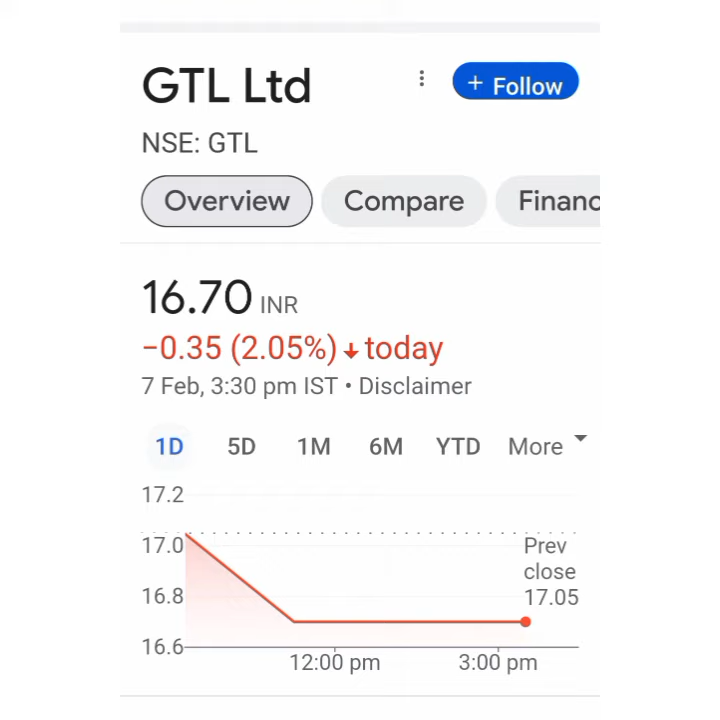 GTL Ltd
+ Follow
NSE: GTL
Overview
Compare
Financ
16.70 INR
−0.35 (2.05%) ↓ today
7 Feb, 3:30 pm IST • Disclaimer
1D 5D 1M 6M YTD More
17.2
17.0
16.8
16.6
Prev
close
17.05
12:00 pm
3:00 pm